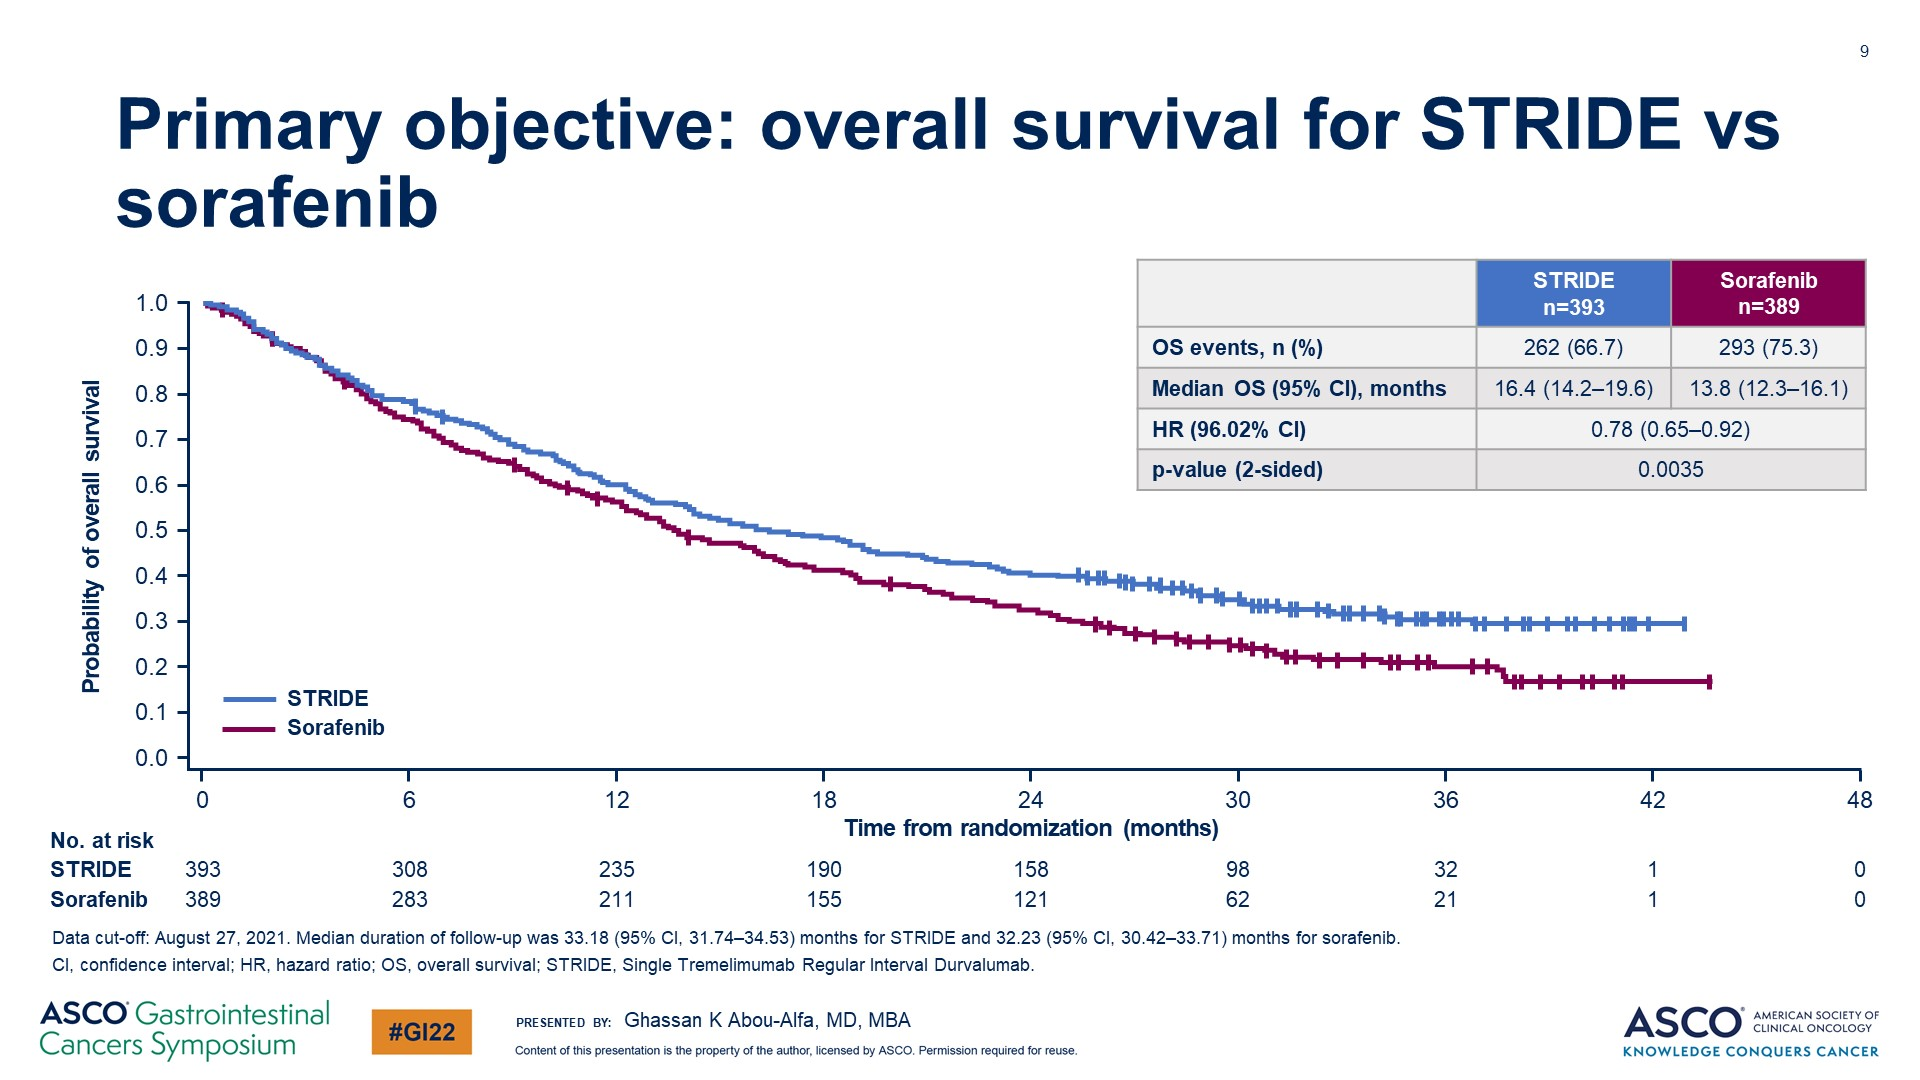 9
Primary objective: overall survival for STRIDE vs
sorafenib
STRIDE
n=393
Sorafenib
n=389
OS events, n (%) 262 (66.7) 293 (75.3)
Median OS (95% CI), months 16.4 (14.2–19.6) 13.8 (12.3–16.1)
HR (96.02% CI) 0.78 (0.65–0.92)
p-value (2-sided) 0.0035
Probability of overall survival
1.0
0.9
0.8
0.7
0.6
0.5
0.4
0.3
0.2
0.1
0.0
STRIDE
Sorafenib
0 6 12 18 24 30 36 42 48
Time from randomization (months)
No. at risk
STRIDE 393 308 235 190 158 98 32 1 0
Sorafenib 389 283 211 155 121 62 21 1 0
Data cut-off: August 27, 2021. Median duration of follow-up was 33.18 (95% CI, 31.74–34.53) months for STRIDE and 32.23 (95% CI, 30.42–33.71) months for sorafenib.
CI, confidence interval; HR, hazard ratio; OS, overall survival; STRIDE, Single Tremelimumab Regular Interval Durvalumab.
ASCO® Gastrointestinal
Cancers Symposium
#GI22
PRESENTED BY: Ghassan K Abou-Alfa, MD, MBA
Content of this presentation is the property of the author, licensed by ASCO. Permission required for reuse.
ASCO® AMERICAN SOCIETY OF
CLINICAL ONCOLOGY
KNOWLEDGE CONQUERS CANCER